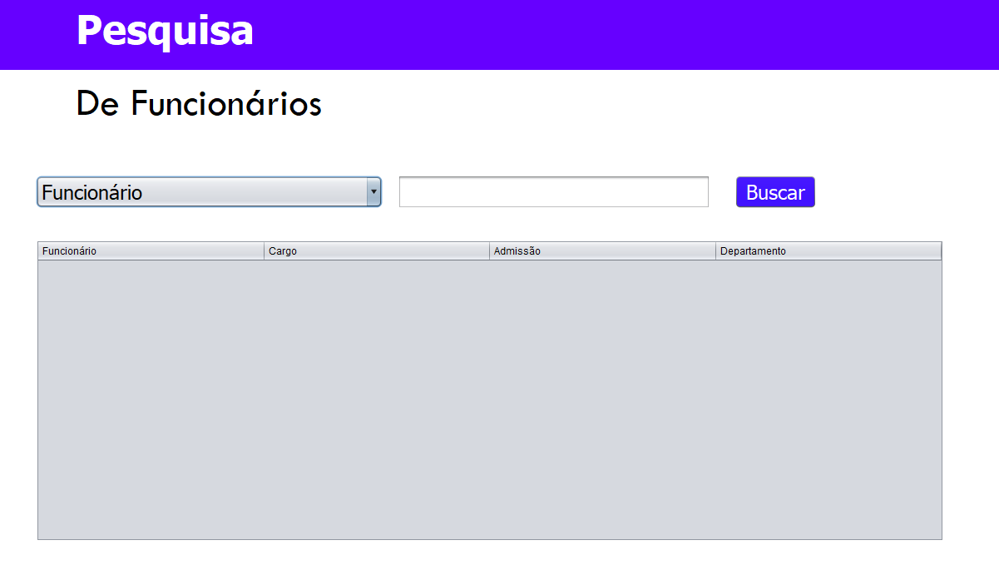 Pesquisa
De Funcionários
Funcionário
Buscar
Funcionário Cargo Admissão Departamento